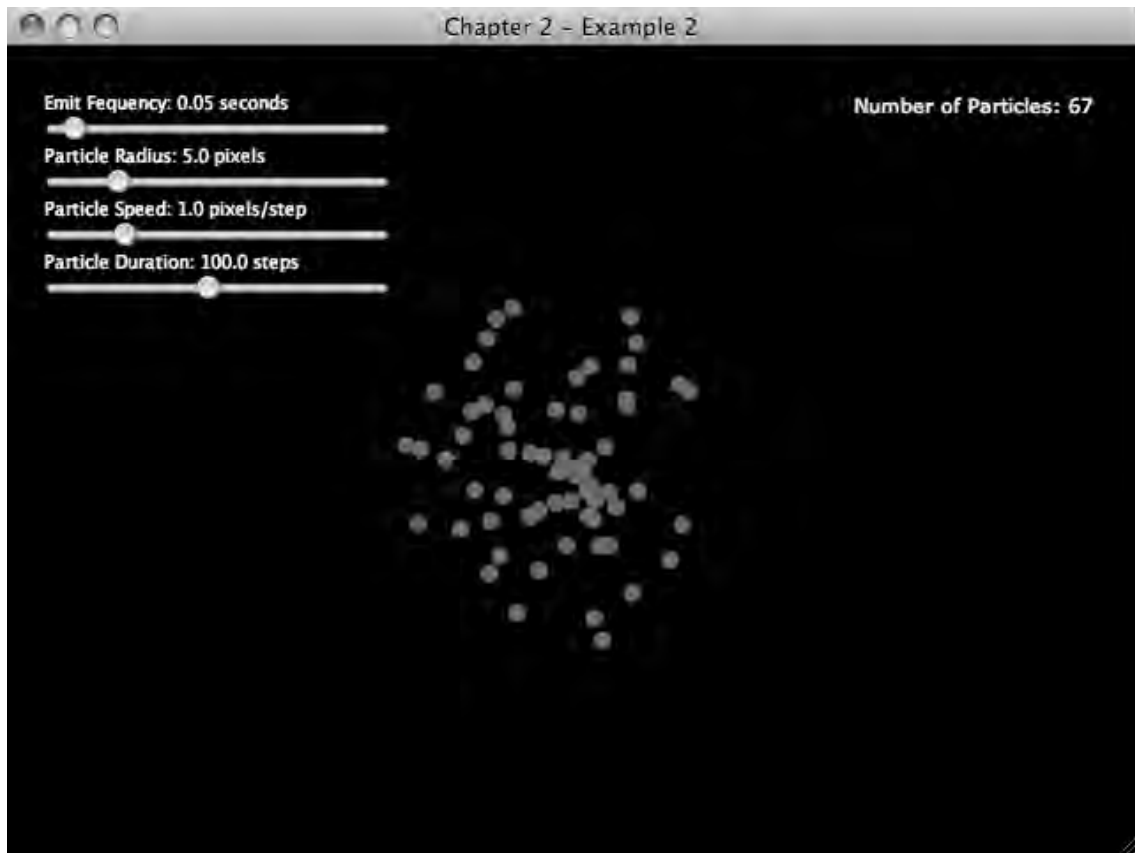 Chapter 2 - Example 2
Emit Fequency: 0.05 seconds
Number of Particles: 67
Particle Radius: 5.0 pixels
Particle Speed: 1.0 pixels/step
Particle Duration: 100.0 steps